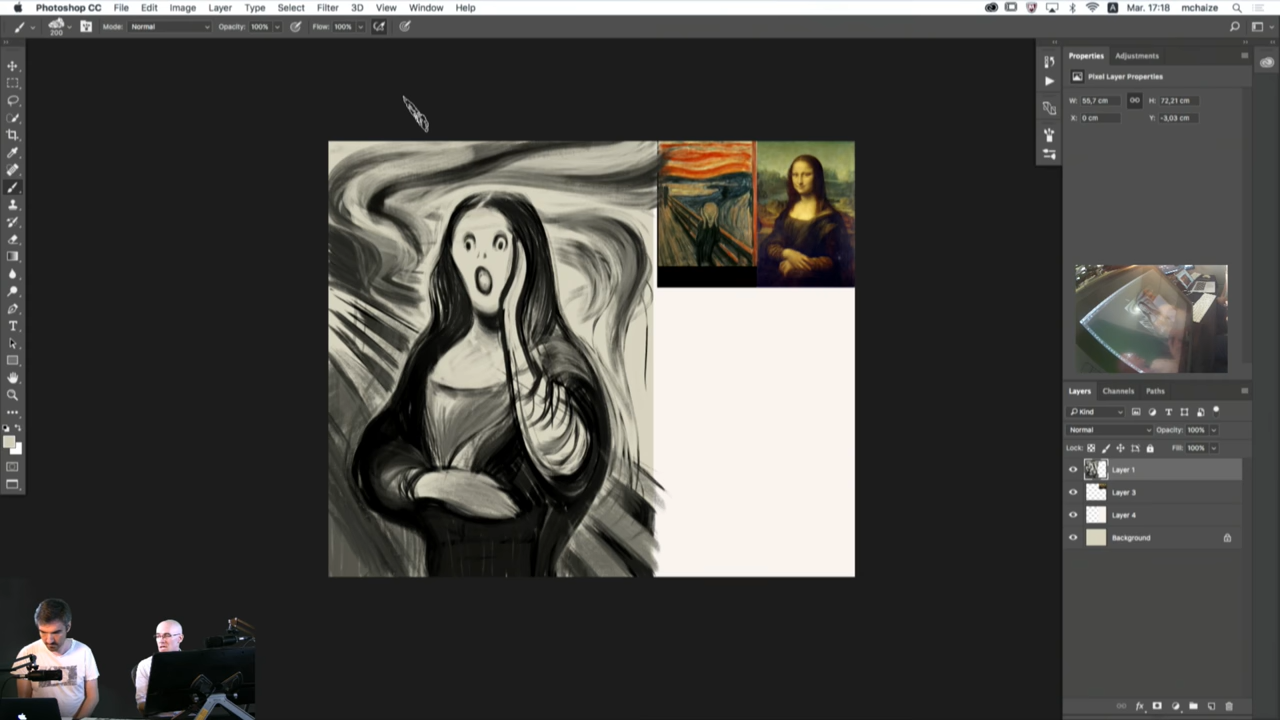 Photoshop CC File Edit Image Layer Type Select Filter 3D View Window Help Mar. 17:18 mchaize
200 Mode: Normal Opacity: 100% Flow: 100%
Properties Adjustments
Pixel Layer Properties
W: 55,7 cm H: 72,21 cm
X: 0 cm Y: -3,03 cm
Layers Channels Paths
Kind
Normal Opacity: 100%
Lock: Fill: 100%
Layer 1
Layer 3
Layer 4
Background
fx